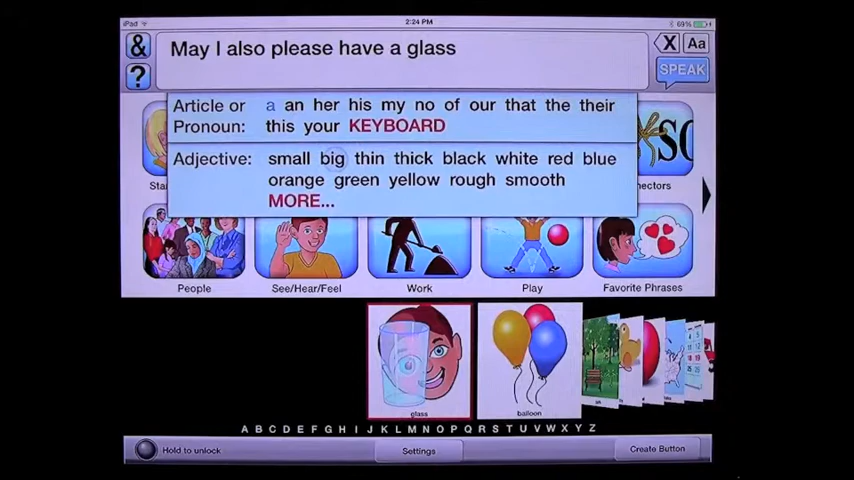 iPad 2:24 PM 69%
& May I also please have a glass X Aa
? SPEAK
Article or a an her his my no of our that the their
Pronoun: this your KEYBOARD
Adjective: small big thin thick black white red blue
orange green yellow rough smooth
MORE...
People See/Hear/Feel Work Play Favorite Phrases
glass balloon
A B C D E F G H I J K L M N O P Q R S T U V W X Y Z
Hold to unlock Settings Create Button